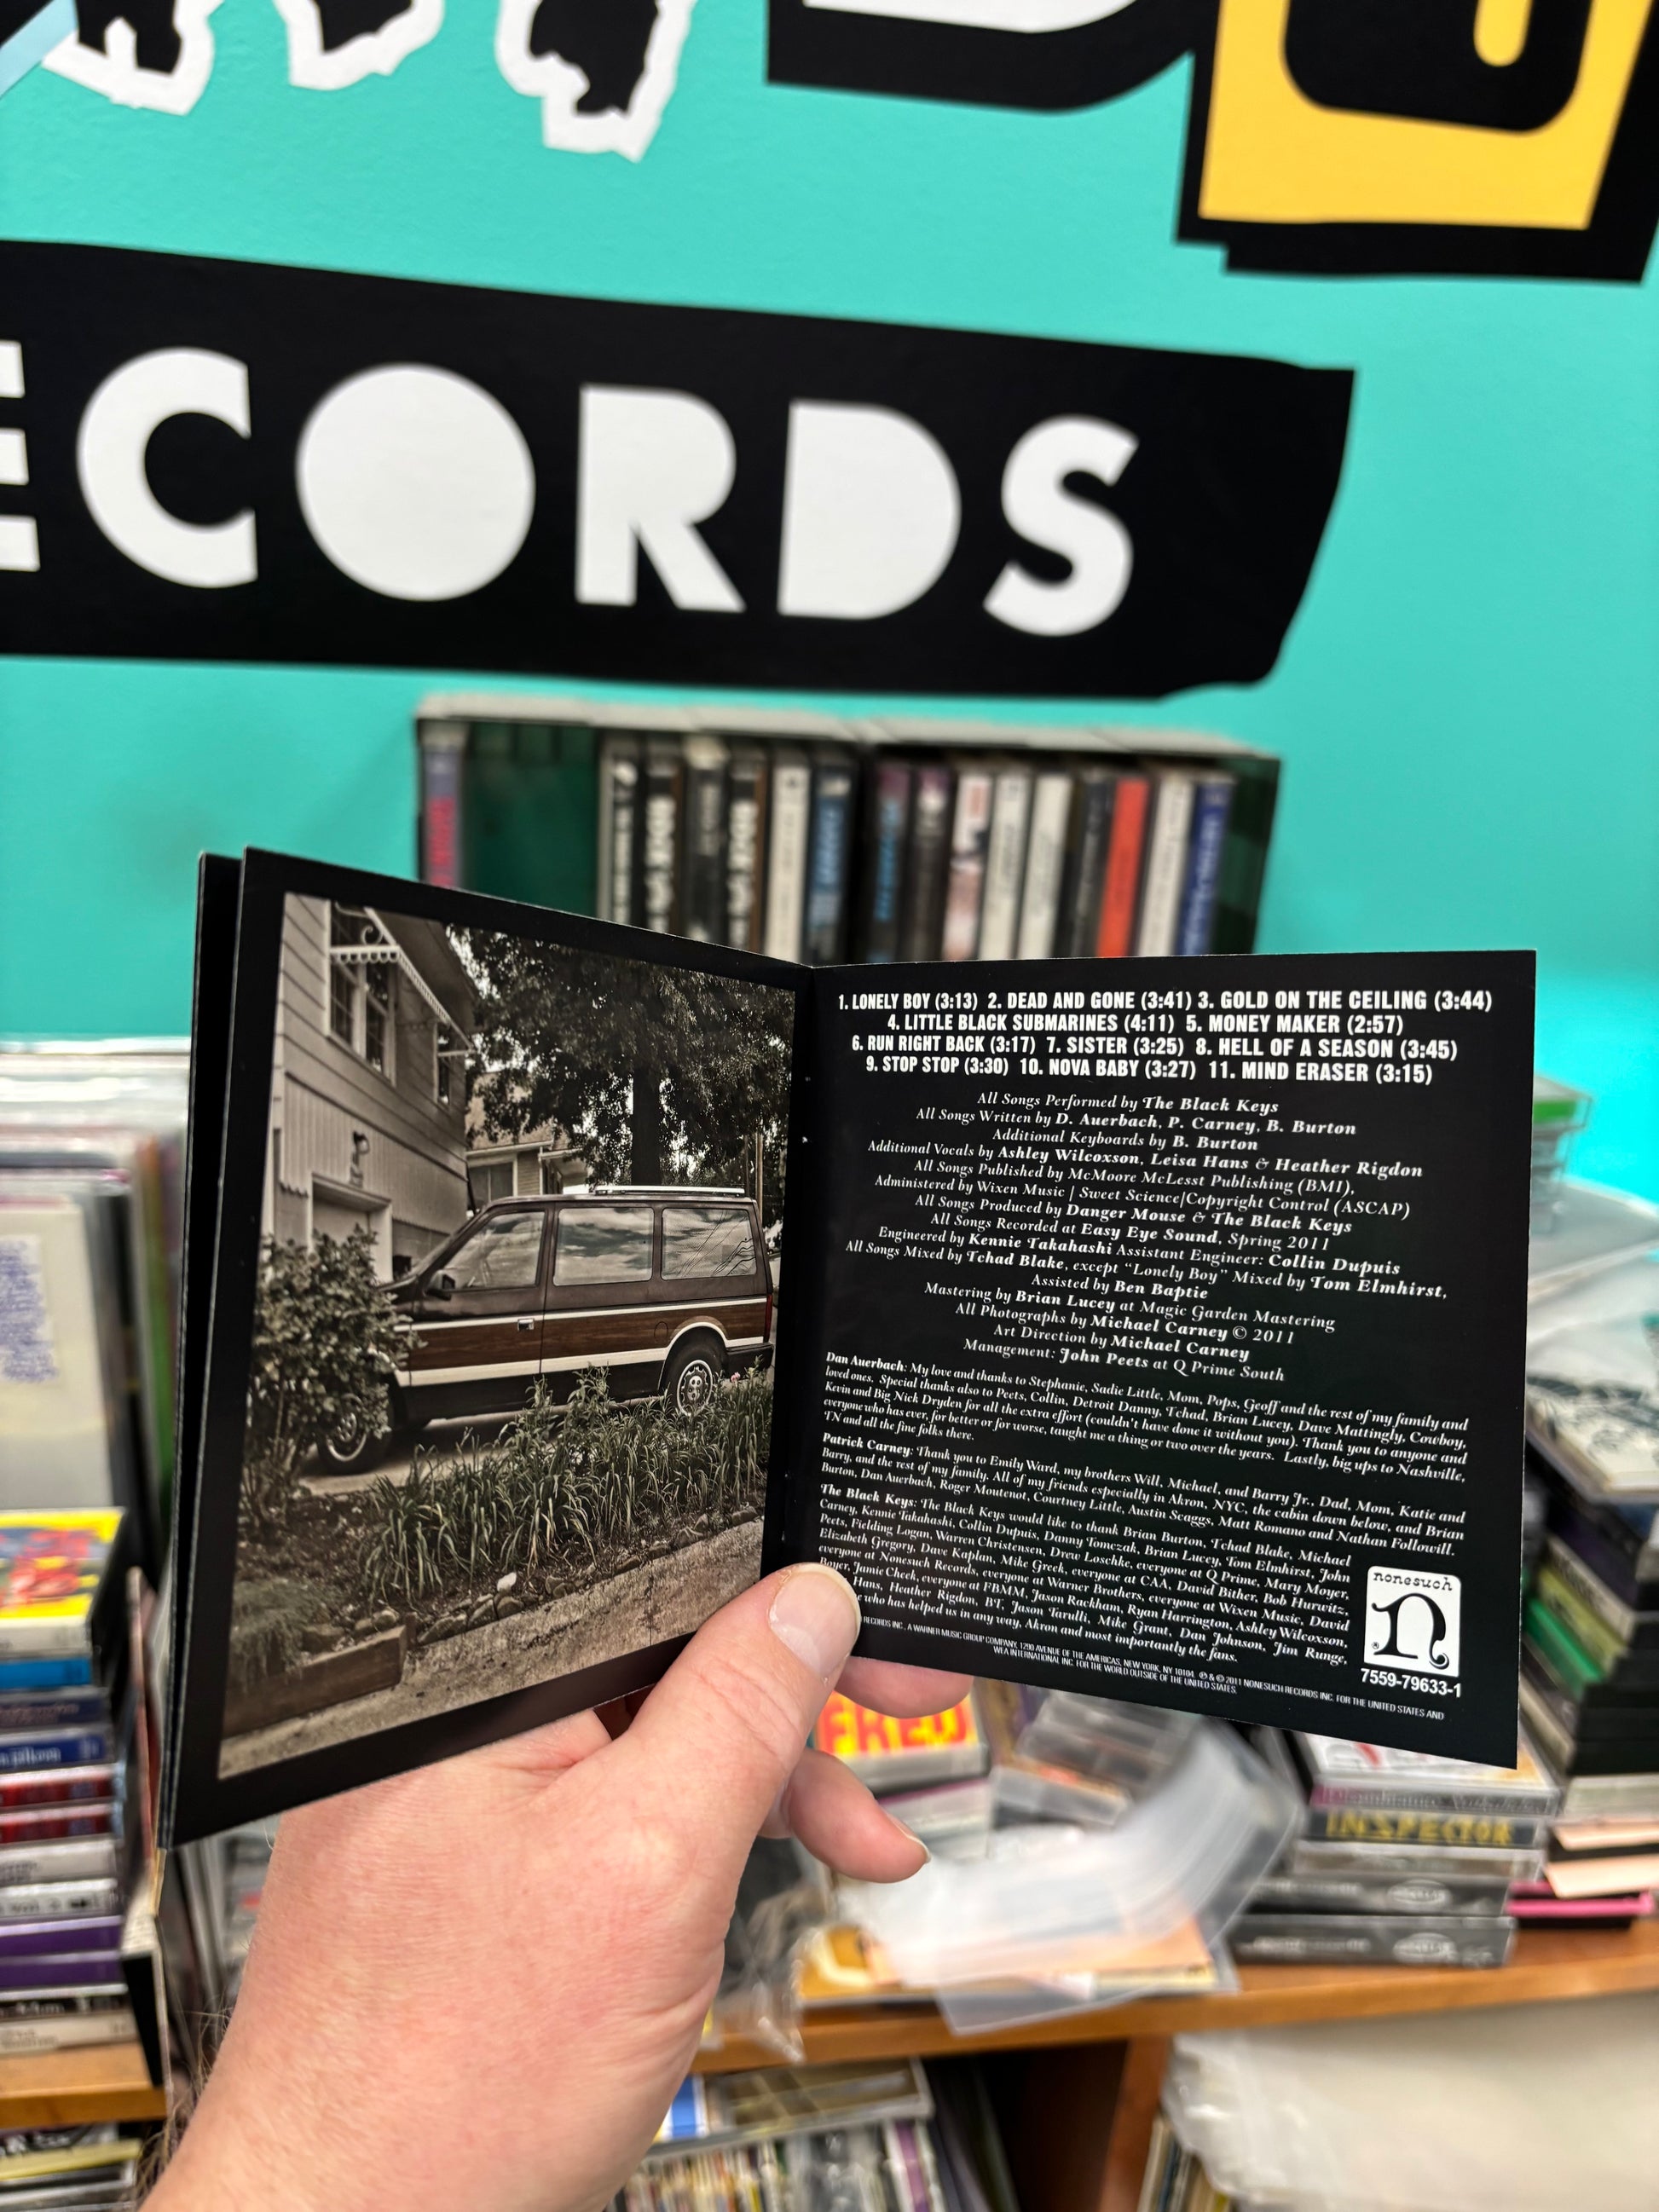 ECORDS
1. LONELY BOY (3:13) 2. DEAD AND GONE (3:41) 3. GOLD ON THE CEILING (3:44)
4. LITTLE BLACK SUBMARINES (4:11) 5. MONEY MAKER (2:57)
6. RUN RIGHT BACK (3:17) 7. SISTER (3:25) 8. HELL OF A SEASON (3:45)
9. STOP STOP (3:30) 10. NOVA BABY (3:27) 11. MIND ERASER (3:15)
All Songs Performed by The Black Keys
All Songs Written by D. Auerbach, P. Carney, B. Burton
Additional Keyboards by B. Burton
Additional Vocals by Ashley Wilcoxson, Leisa Hans & Heather Rigdon
All Songs Published by McMoore McLesst Publishing (BMI),
Administered by Wixen Music | Sweet Science|Copyright Control (ASCAP)
All Songs Produced by Danger Mouse & The Black Keys
All Songs Recorded at Easy Eye Sound, Spring 2011
Engineered by Kennie Takahashi Assistant Engineer: Collin Dupuis
All Songs Mixed by Tchad Blake, except "Lonely Boy" Mixed by Tom Elmhirst,
Assisted by Ben Baptie
Mastering by Brian Lucey at Magic Garden Mastering
All Photographs by Michael Carney © 2011
Art Direction by Michael Carney
Management: John Peets at Q Prime South
Dan Auerbach: My love and thanks to Stephanie, Sadie Little, Mom, Pops, Geoff and the rest of my family and
loved ones. Special thanks also to Peets, Collin, Detroit Danny, Tchad, Brian Lucey, Dave Mattingly, Cowboy,
Kevin and Big Nick Dryden for all the extra effort (couldn't have done it without you). Thank you to anyone and
everyone who has ever, for better or for worse, taught me a thing or two over the years. Lastly, big ups to Nashville,
TN and all the fine folks there.
Patrick Carney: Thank you to Emily Ward, my brothers Will, Michael, and Barry Jr., Dad, Mom, Katie and
Barry, and the rest of my family. All of my friends especially in Akron, NYC, the cabin down below, and Brian
Burton, Dan Auerbach, Roger Moutenot, Courtney Little, Austin Scaggs, Matt Romano and Nathan Followill.
The Black Keys: The Black Keys would like to thank Brian Burton, Tchad Blake, Michael
Carney, Kennie Takahashi, Collin Dupuis, Danny Tomczak, Brian Lucey, Tom Elmhirst, John
Peets, Fielding Logan, Warren Christensen, Drew Loschke, everyone at Q Prime, Mary Moyer,
Elizabeth Gregory, Dave Kaplan, Mike Greek, everyone at CAA, David Bither, Bob Hurwitz,
everyone at Nonesuch Records, everyone at Warner Brothers, everyone at Wixen Music, David
Boyer, Jamie Cheek, everyone at FBMM, Jason Rackham, Ryan Harrington, Ashley Wilcoxson,
Hans, Heather Rigdon, BT, Jason Tarulli, Mike Grant, Dan Johnson, Jim Runge,
who has helped us in any way, Akron and most importantly the fans.
RECORDS INC., A WARNER MUSIC GROUP COMPANY, 1290 AVENUE OF THE AMERICAS, NEW YORK, NY 10104. ℗ & © 2011 NONESUCH RECORDS INC. FOR THE UNITED STATES AND
WEA INTERNATIONAL INC. FOR THE WORLD OUTSIDE OF THE UNITED STATES.
nonesuch
n
7559-79633-1
FRED
INSPECTOR